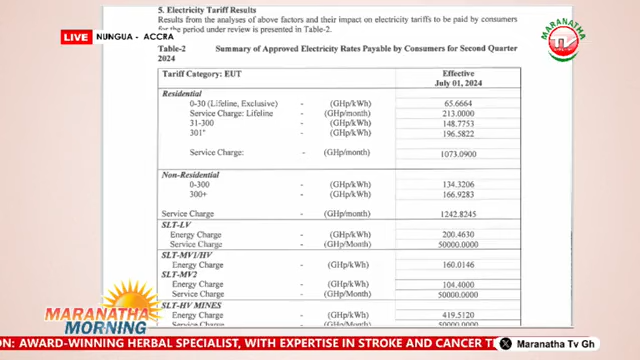 5. Electricity Tariff Results
Results from the analyses of above factors and their impact on electricity tariffs to be paid by consumers
for the period under review is presented in Table-2.
LIVE NUNGUA - ACCRA
MARANATHA
TV
Table-2 Summary of Approved Electricity Rates Payable by Consumers for Second Quarter
2024
Tariff Category: EUT Effective
July 01, 2024
Residential
0-30 (Lifeline, Exclusive) - (GHp/kWh) 65.6664
Service Charge: Lifeline - (GHp/month) 213.0000
31-300 - (GHp/kWh) 148.7753
301+ - (GHp/kWh) 196.5822
Service Charge: - (GHp/month) 1073.0900
Non-Residential
0-300 - (GHp/kWh) 134.3206
300+ - (GHp/kWh) 166.9283
Service Charge - (GHp/month) 1242.8245
SLT-LV
Energy Charge - (GHp/kWh) 200.4630
Service Charge - (GHp/Month) 50000.0000
SLT-MV1/HV
Energy Charge - (GHp/kWh) 160.0146
SLT-MV2
Energy Charge - (GHp/kWh) 104.4000
Service Charge - (GHp/Month) 50000.0000
SLT-HV MINES
Energy Charge - (GHp/kWh) 419.5120
Service Charge - (GHp/Month) 50000.0000
MARANATHA
MORNING
ON: AWARD-WINNING HERBAL SPECIALIST, WITH EXPERTISE IN STROKE AND CANCER T
X Maranatha Tv Gh